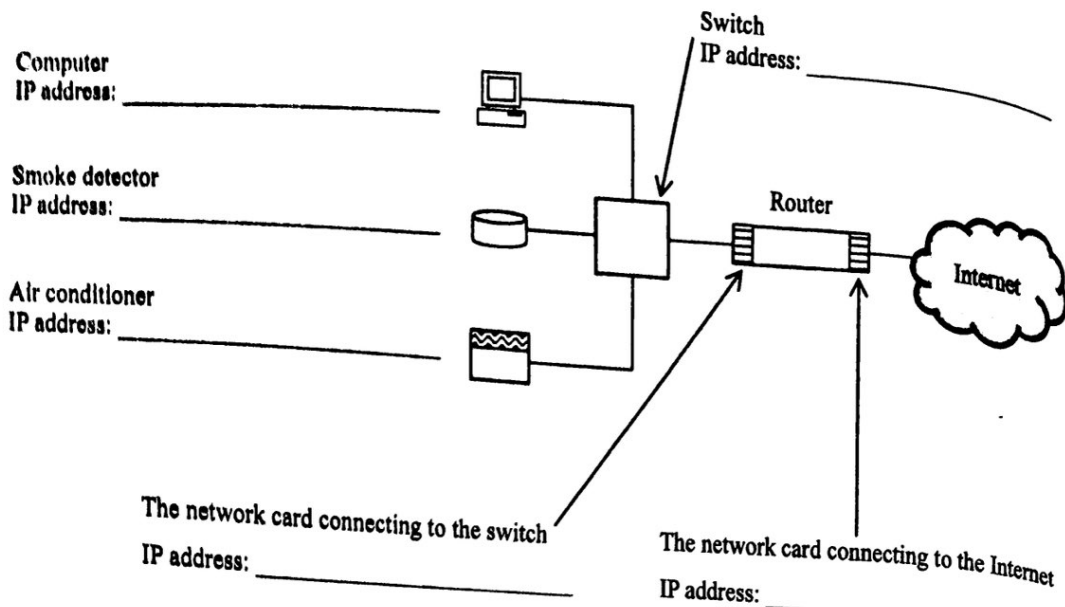 Switch
IP address:
Computer
IP address:
Smoke detector
IP address:
Router
Internet
Air conditioner
IP address:
The network card connecting to the switch
IP address:
The network card connecting to the Internet
IP address: